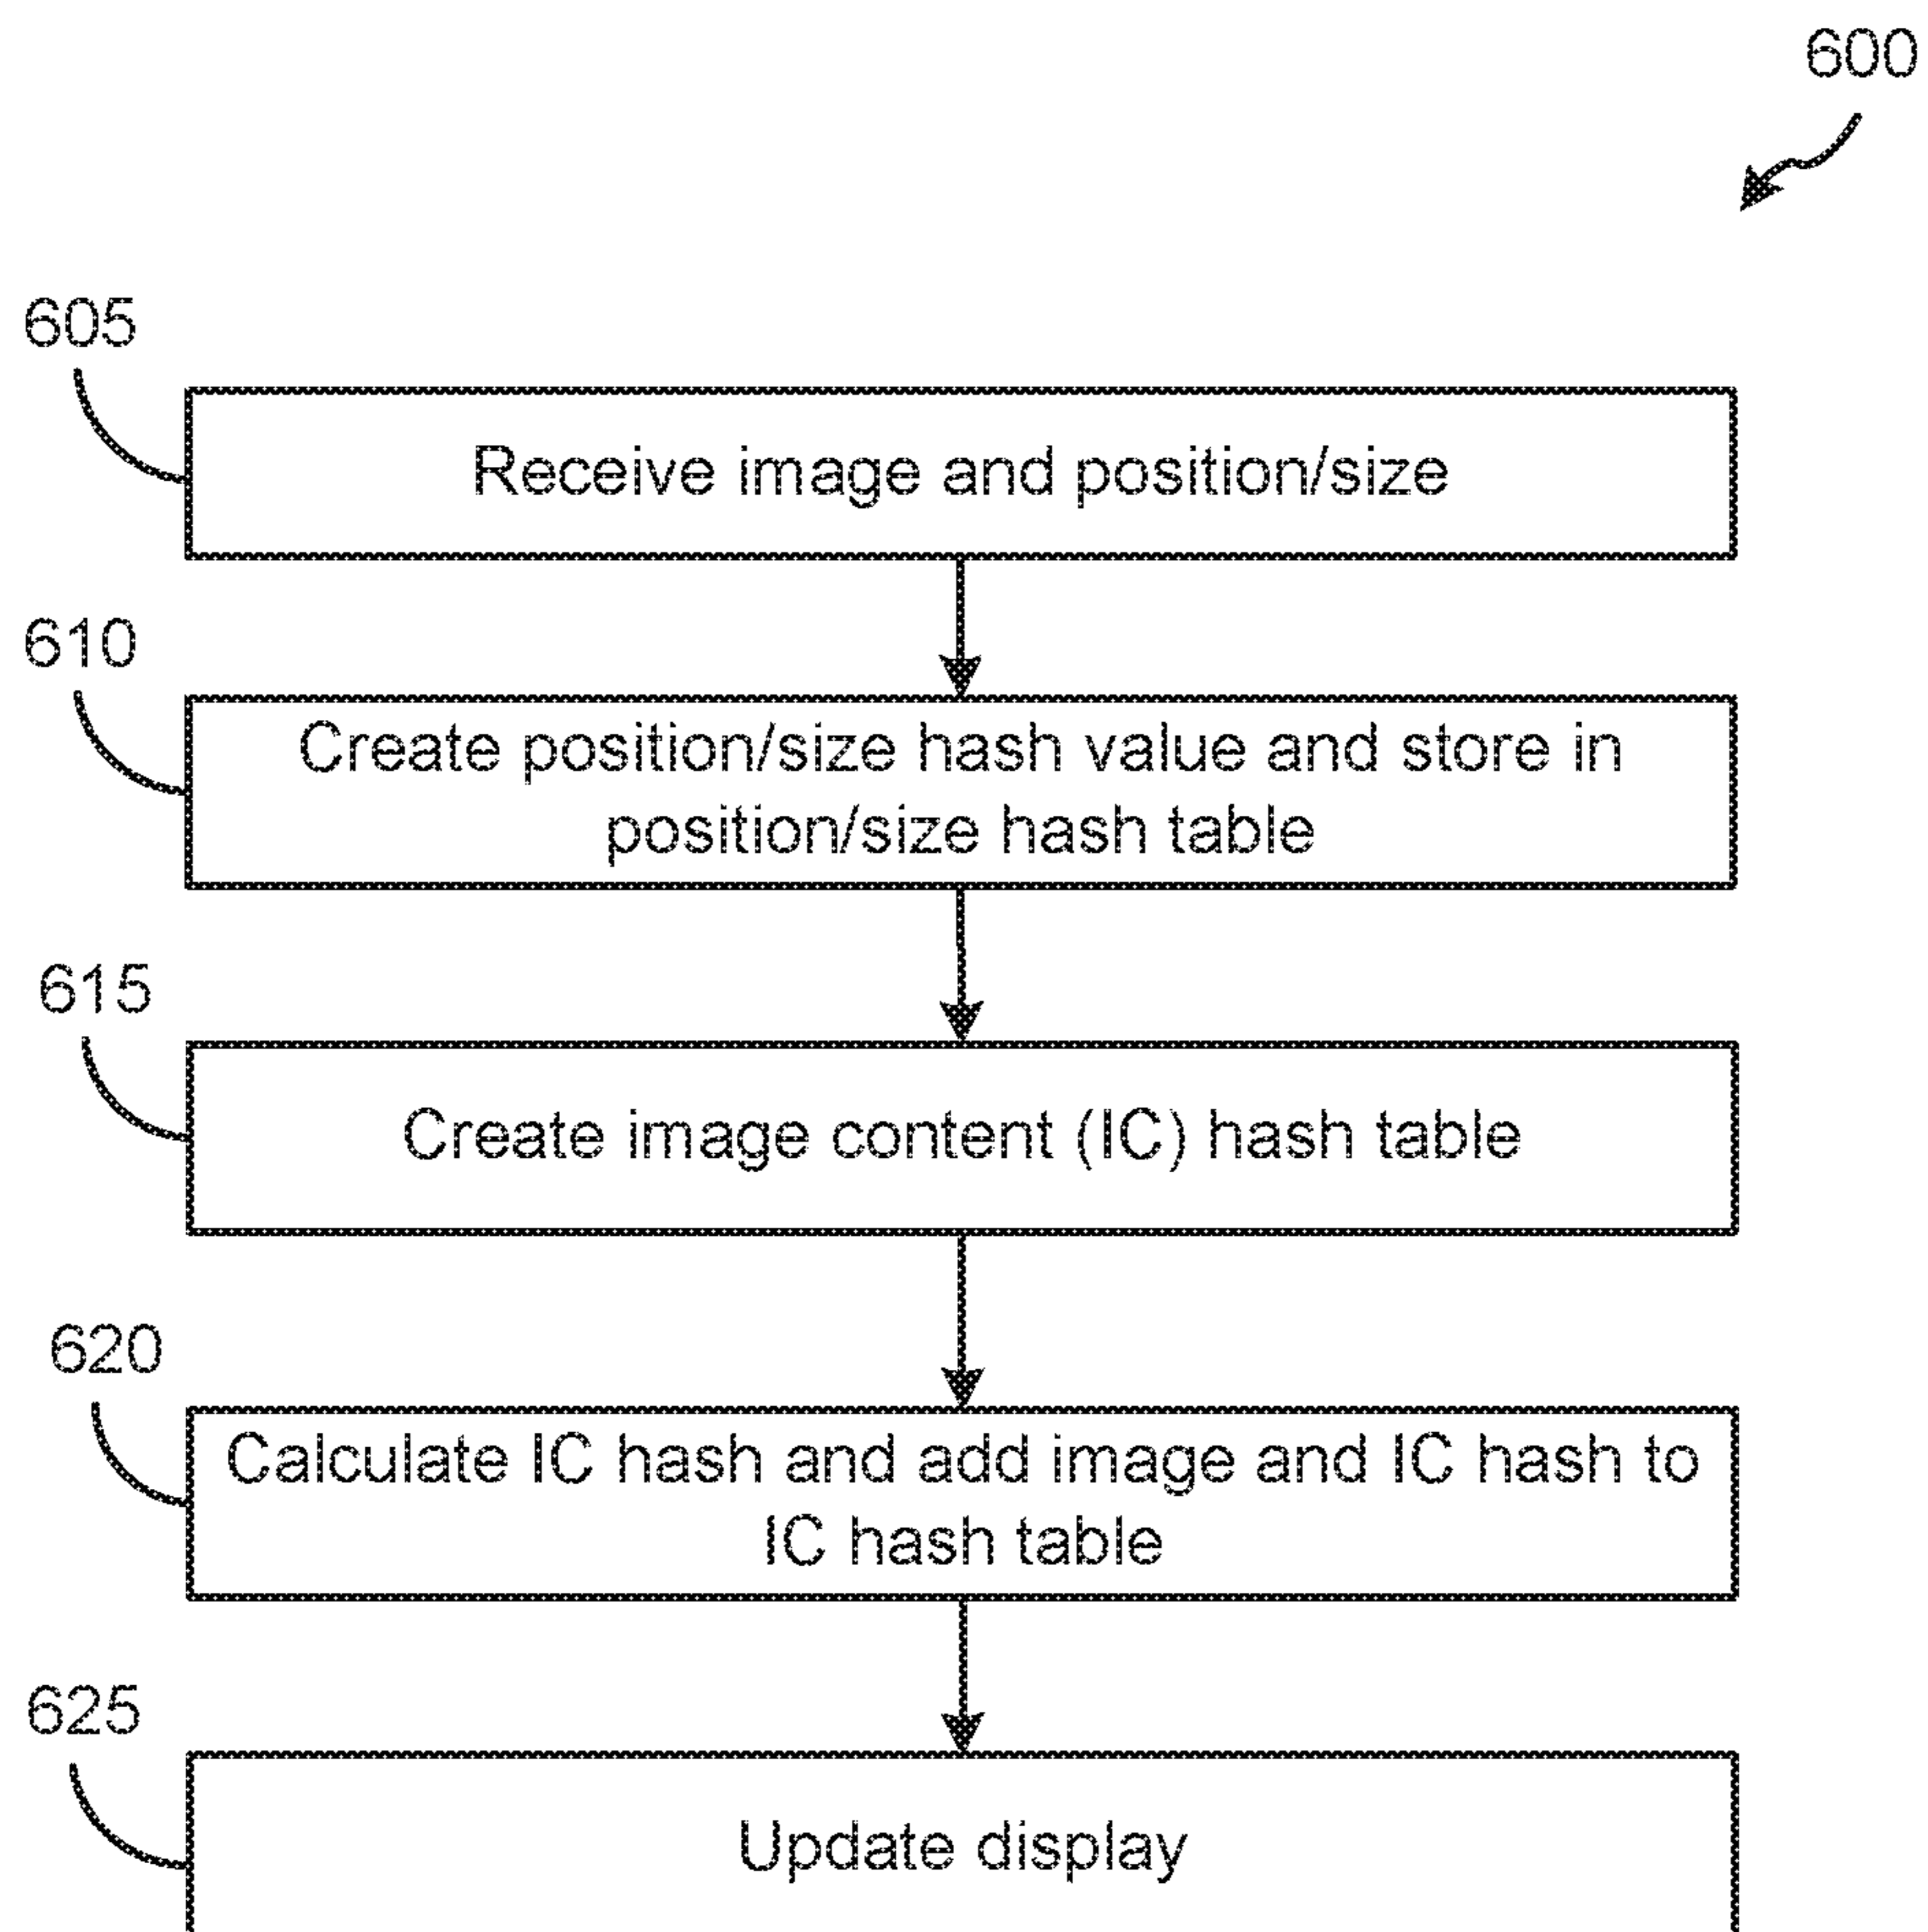 600
605
Receive image and position/size
610
Create position/size hash value and store in
position/size hash table
615
Create image content (IC) hash table
620
Calculate IC hash and add image and IC hash to
IC hash table
625
Update display